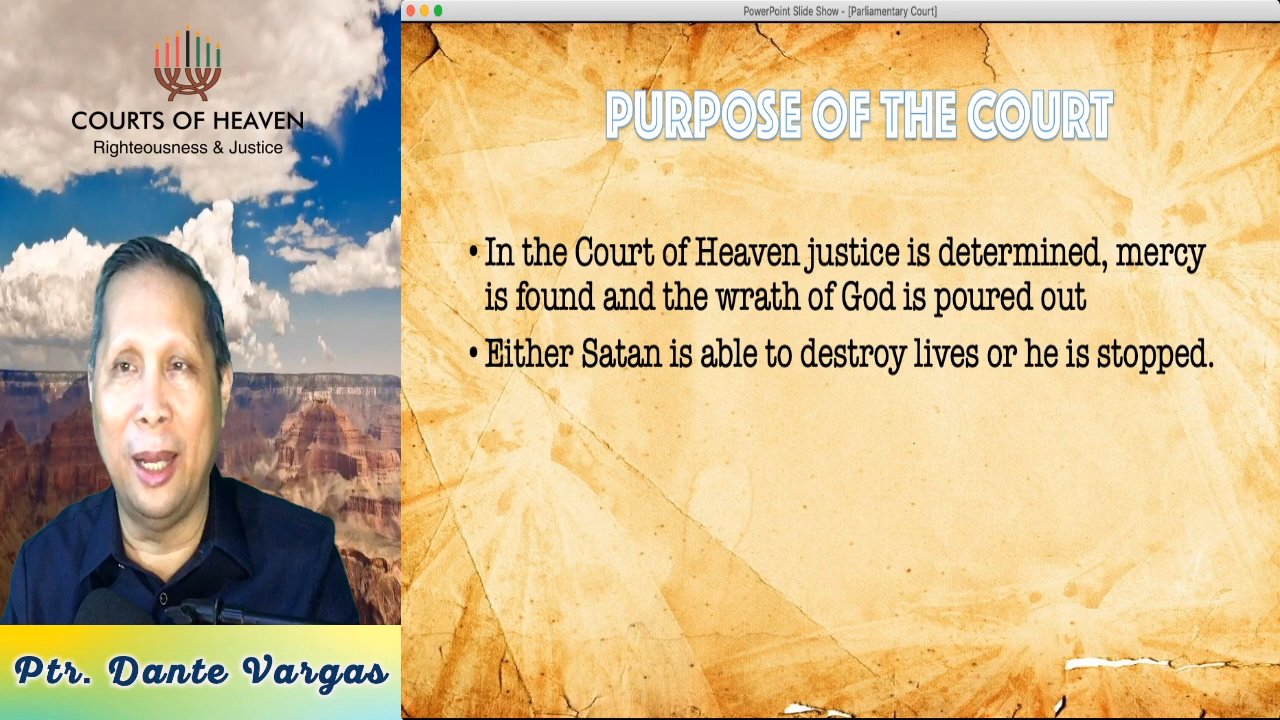 COURTS OF HEAVEN
Righteousness & Justice
Ptr. Dante Vargas
PowerPoint Slide Show - [Parliamentary Court]
PURPOSE OF THE COURT
• In the Court of Heaven justice is determined, mercy
is found and the wrath of God is poured out
• Either Satan is able to destroy lives or he is stopped.